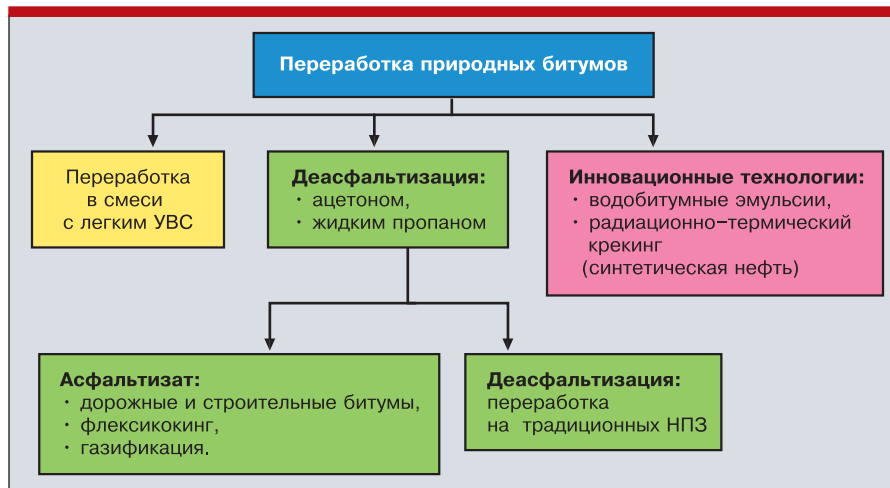 Переработка природных битумов
Переработка
в смеси
с легким УВС
Деасфальтизация:
· ацетоном,
· жидким пропаном
Инновационные технологии:
· водобитумные эмульсии,
· радиационно–термический
крекинг
(синтетическая нефть)
Асфальтизат:
· дорожные и строительные битумы,
· флексикокинг,
· газификация.
Деасфальтизация:
переработка
на традиционных НПЗ